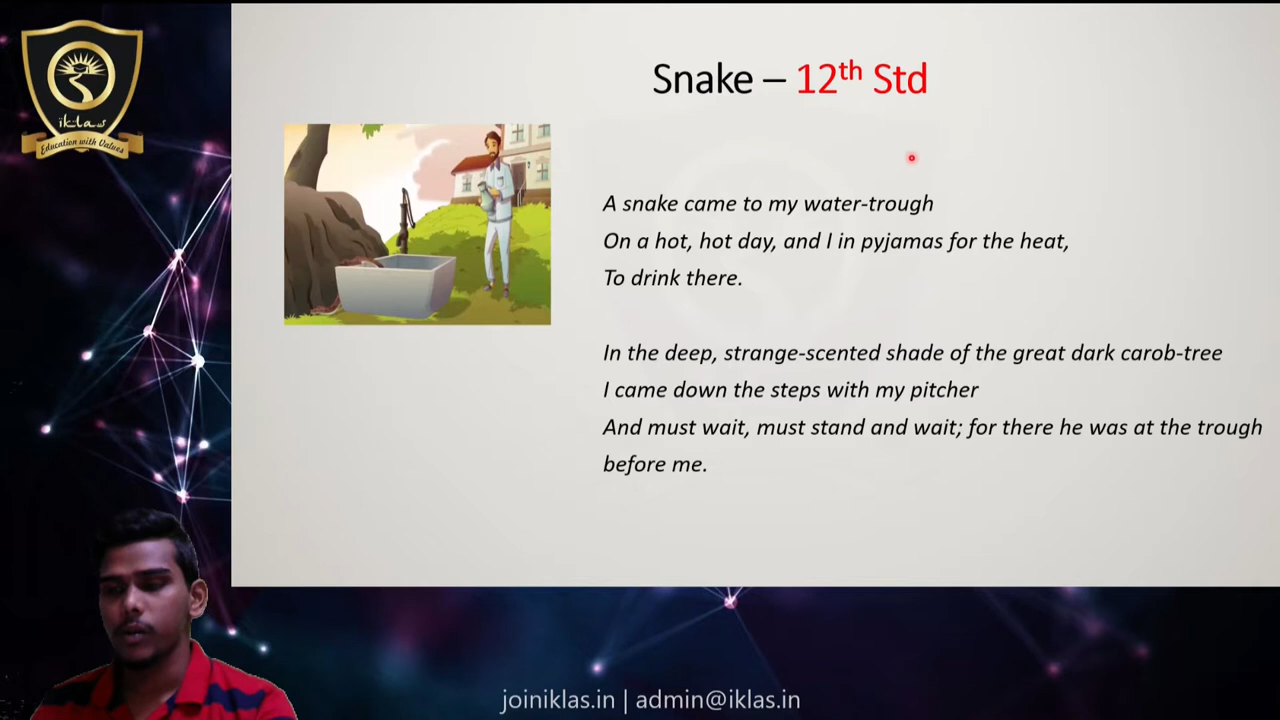 iklas
Education with Values
Snake – 12th Std
A snake came to my water-trough
On a hot, hot day, and I in pyjamas for the heat,
To drink there.
In the deep, strange-scented shade of the great dark carob-tree
I came down the steps with my pitcher
And must wait, must stand and wait; for there he was at the trough
before me.
joiniklas.in | admin@iklas.in